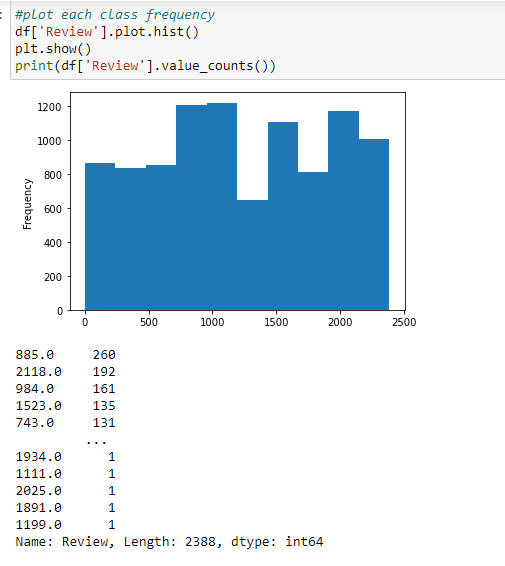 #plot each class frequency
df['Review'].plot.hist()
plt.show()
print(df['Review'].value_counts())
1200
1000
800
600
400
200
0
Frequency
0 500 1000 1500 2000 2500
885.0 260
2118.0 192
984.0 161
1523.0 135
743.0 131
...
1934.0 1
1111.0 1
2025.0 1
1891.0 1
1199.0 1
Name: Review, Length: 2388, dtype: int64